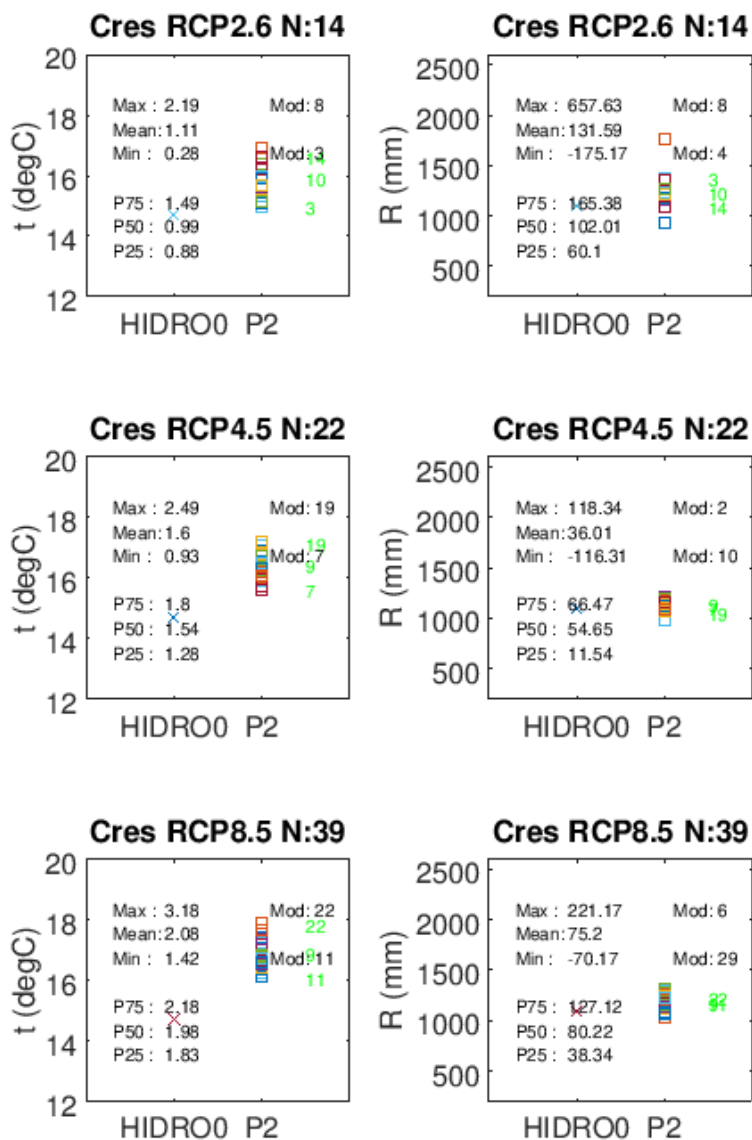 Cres RCP2.6 N:14
t (degC)
20
18
16
14
12
Max : 2.19 Mod: 8
Mean:1.11
Min : 0.28 Mod: 3
P75 : 1.49
P50 : 0.99
P25 : 0.88
14
10
3
HIDRO0 P2
Cres RCP2.6 N:14
R (mm)
2500
2000
1500
1000
500
Max : 657.63 Mod: 8
Mean:131.59
Min : -175.17 Mod: 4
P75 : 165.38
P50 : 102.01
P25 : 60.1
3
10
14
HIDRO0 P2
Cres RCP4.5 N:22
t (degC)
20
18
16
14
12
Max : 2.49 Mod: 19
Mean:1.6
Min : 0.93 Mod: 7
P75 : 1.8
P50 : 1.54
P25 : 1.28
19
9
7
HIDRO0 P2
Cres RCP4.5 N:22
R (mm)
2500
2000
1500
1000
500
Max : 118.34 Mod: 2
Mean:36.01
Min : -116.31 Mod: 10
P75 : 66.47
P50 : 54.65
P25 : 11.54
19
HIDRO0 P2
Cres RCP8.5 N:39
t (degC)
20
18
16
14
12
Max : 3.18 Mod: 22
Mean:2.08
Min : 1.42 Mod: 11
P75 : 2.18
P50 : 1.98
P25 : 1.83
22
9
11
HIDRO0 P2
Cres RCP8.5 N:39
R (mm)
2500
2000
1500
1000
500
Max : 221.17 Mod: 6
Mean:75.2
Min : -70.17 Mod: 29
P75 : 127.12
P50 : 80.22
P25 : 38.34
HIDRO0 P2